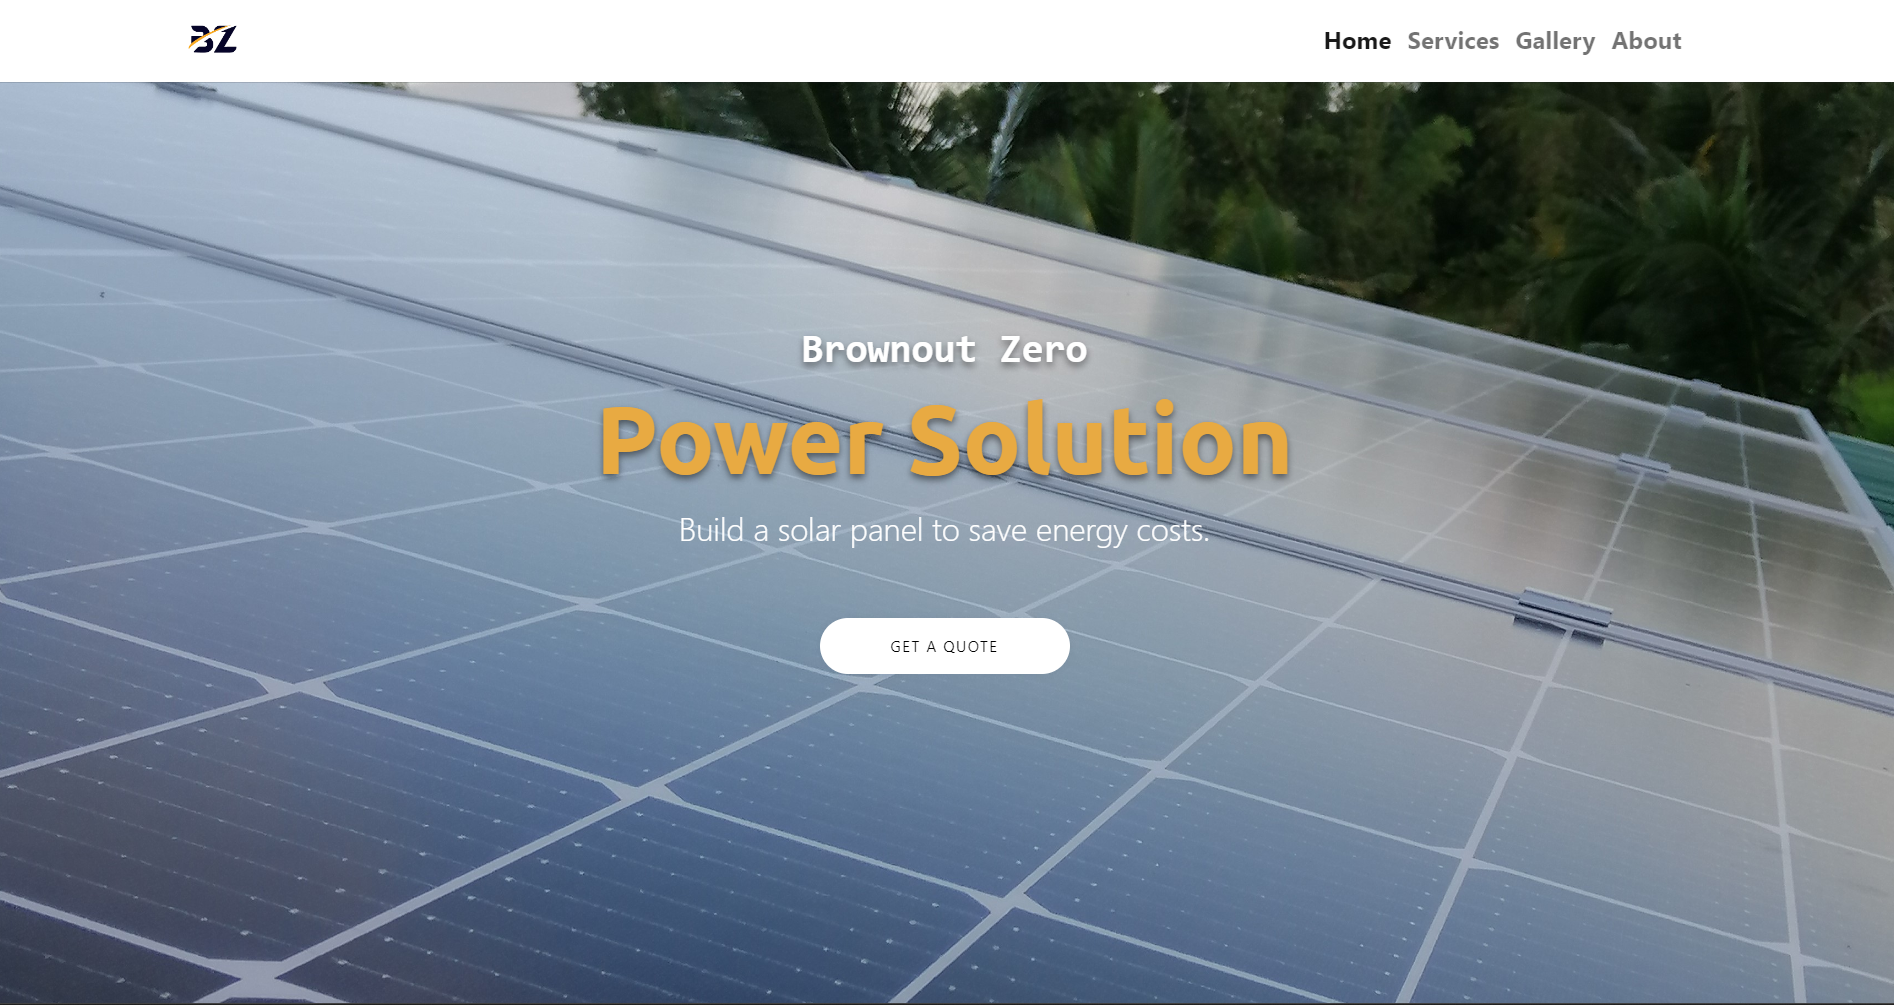 BZ
Home Services Gallery About
Brownout Zero
Power Solution
Build a solar panel to save energy costs.
GET A QUOTE